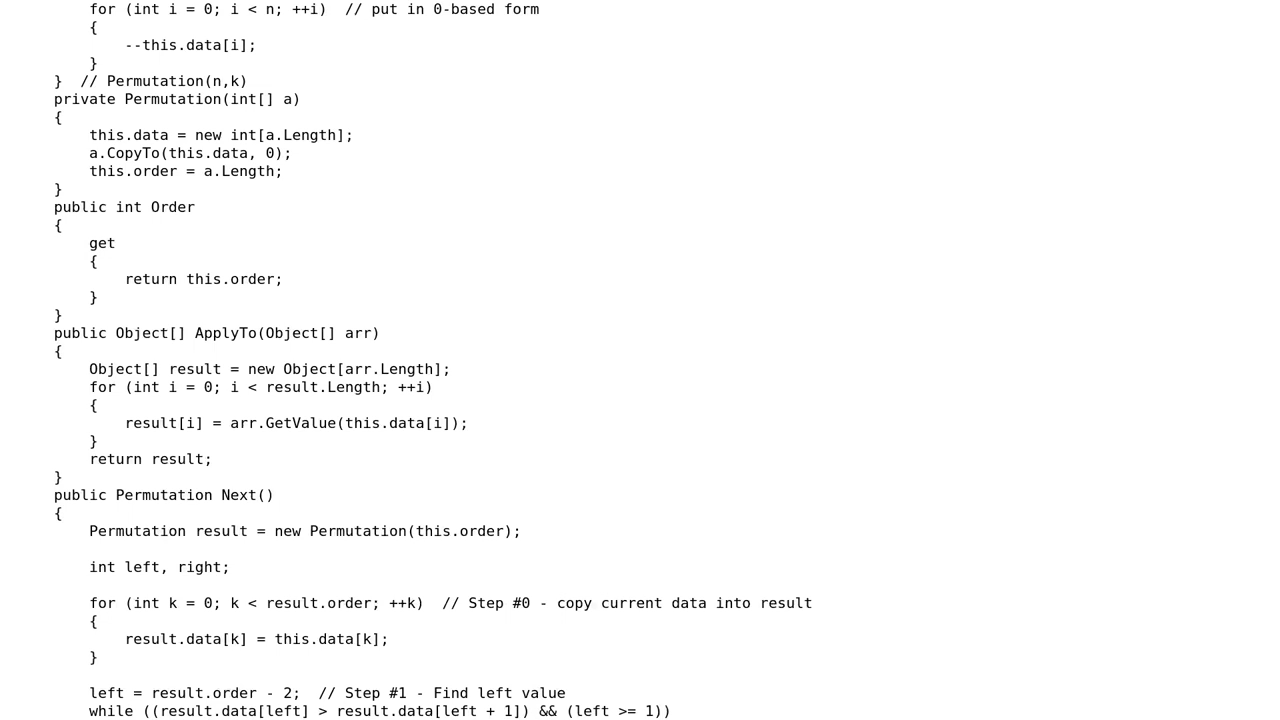 for (int i = 0; i < n; ++i)  // put in 0-based form
{
--this.data[i];
}
}  // Permutation(n,k)
private Permutation(int[] a)
{
this.data = new int[a.Length];
a.CopyTo(this.data, 0);
this.order = a.Length;
}
public int Order
{
get
{
return this.order;
}
}
public Object[] ApplyTo(Object[] arr)
{
Object[] result = new Object[arr.Length];
for (int i = 0; i < result.Length; ++i)
{
result[i] = arr.GetValue(this.data[i]);
}
return result;
}
public Permutation Next()
{
Permutation result = new Permutation(this.order);
int left, right;
for (int k = 0; k < result.order; ++k)  // Step #0 - copy current data into result
{
result.data[k] = this.data[k];
}
left = result.order - 2;  // Step #1 - Find left value
while ((result.data[left] > result.data[left + 1]) && (left >= 1))